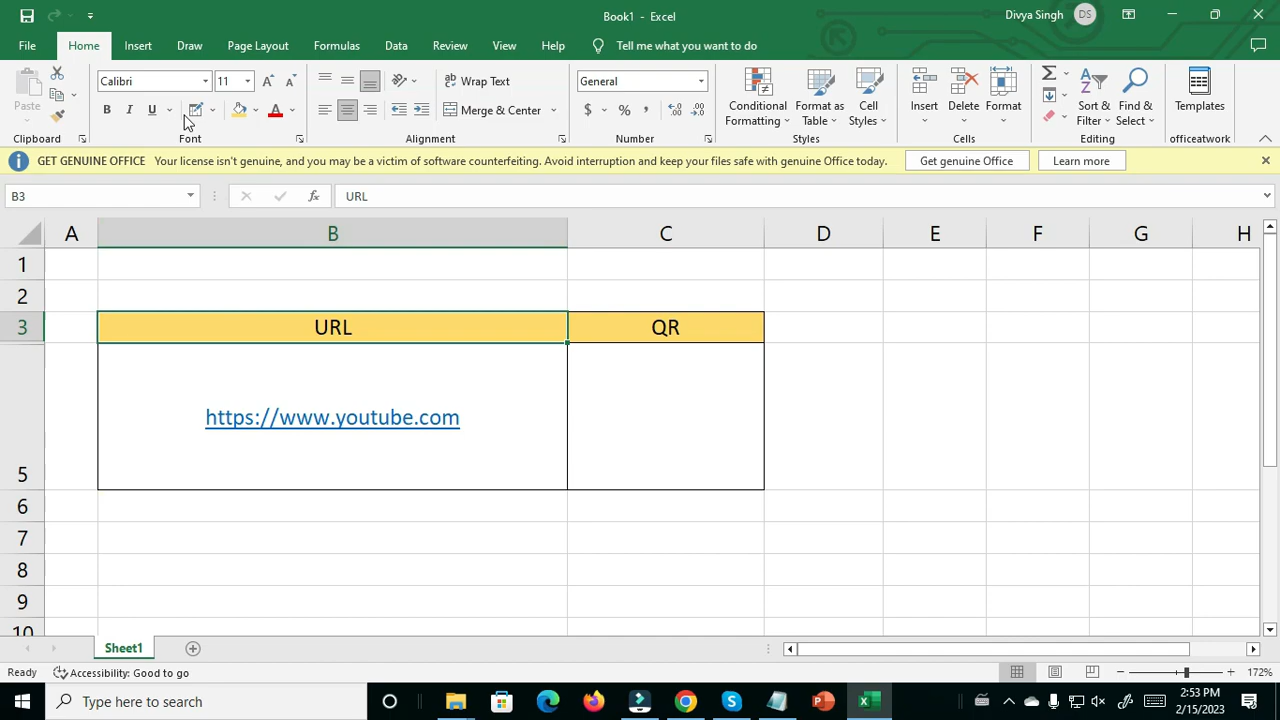 Book1 - Excel
Divya Singh DS
File Home Insert Draw Page Layout Formulas Data Review View Help Tell me what you want to do
Paste
Calibri 11
B I U A
Wrap Text
Merge & Center
General
$ % ,
Conditional Formatting
Format as Table
Cell Styles
Insert
Delete
Format
Sort & Filter
Find & Select
Templates
Clipboard Font Alignment Number Styles Cells Editing officeatwork
GET GENUINE OFFICE Your license isn't genuine, and you may be a victim of software counterfeiting. Avoid interruption and keep your files safe with genuine Office today. Get genuine Office Learn more
B3 fx URL
A B C D E F G H
1
2
3 URL QR
https://www.youtube.com
5
6
7
8
9
10
Sheet1
Ready Accessibility: Good to go 172%
Type here to search
2:53 PM
2/15/2023